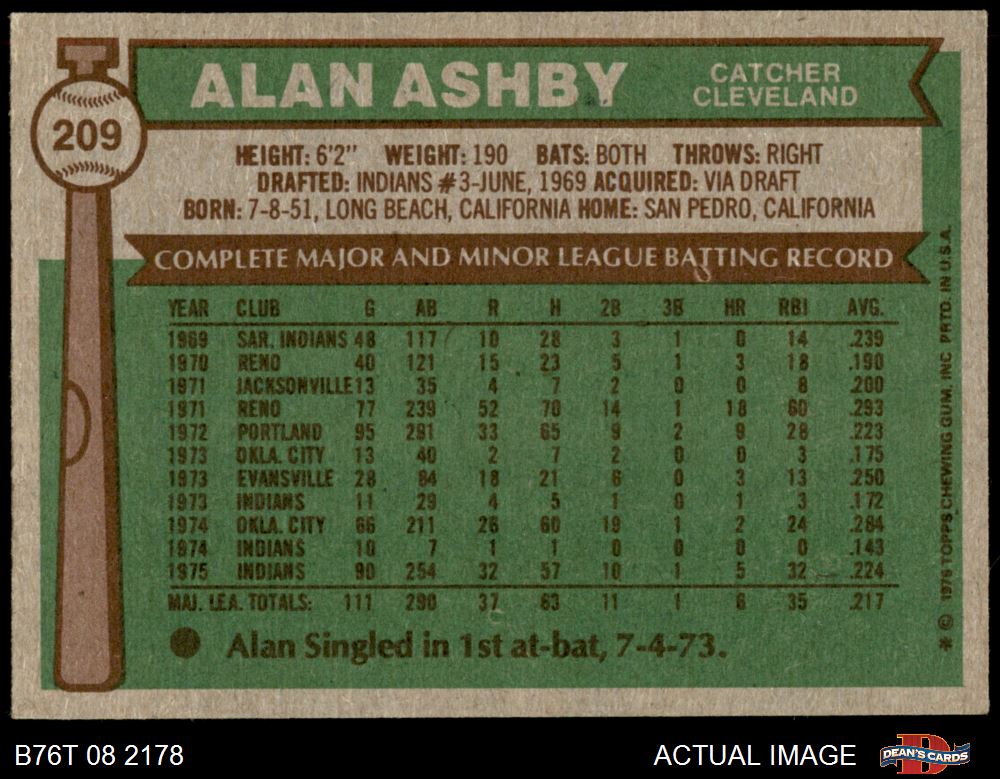 209
ALAN ASHBY CATCHER
CLEVELAND
HEIGHT: 6'2" WEIGHT: 190 BATS: BOTH THROWS: RIGHT
DRAFTED: INDIANS #3-JUNE, 1969 ACQUIRED: VIA DRAFT
BORN: 7-8-51, LONG BEACH, CALIFORNIA HOME: SAN PEDRO, CALIFORNIA
COMPLETE MAJOR AND MINOR LEAGUE BATTING RECORD
YEAR CLUB G AB R H 2B 3B HR RBI AVG.
1969 SAR. INDIANS 48 117 10 28 3 1 0 14 .239
1970 RENO 40 121 15 23 5 1 3 18 .190
1971 JACKSONVILLE 13 35 4 7 2 0 0 8 .200
1971 RENO 77 239 52 70 14 1 18 60 .293
1972 PORTLAND 95 291 33 65 9 2 9 28 .223
1973 OKLA. CITY 13 40 2 7 2 0 0 3 .175
1973 EVANSVILLE 28 84 18 21 6 0 3 13 .250
1973 INDIANS 11 29 4 5 1 0 1 3 .172
1974 OKLA. CITY 66 211 26 60 19 1 2 24 .284
1974 INDIANS 10 7 1 1 0 0 0 0 .143
1975 INDIANS 90 254 32 57 10 1 5 32 .224
MAJ. LEA. TOTALS: 111 290 37 63 11 1 6 35 .217
Alan Singled in 1st at-bat, 7-4-73.
* © 1976 TOPPS CHEWING GUM, INC. PRTD. IN U.S.A.
B76T 08 2178 ACTUAL IMAGE DEAN'S CARDS